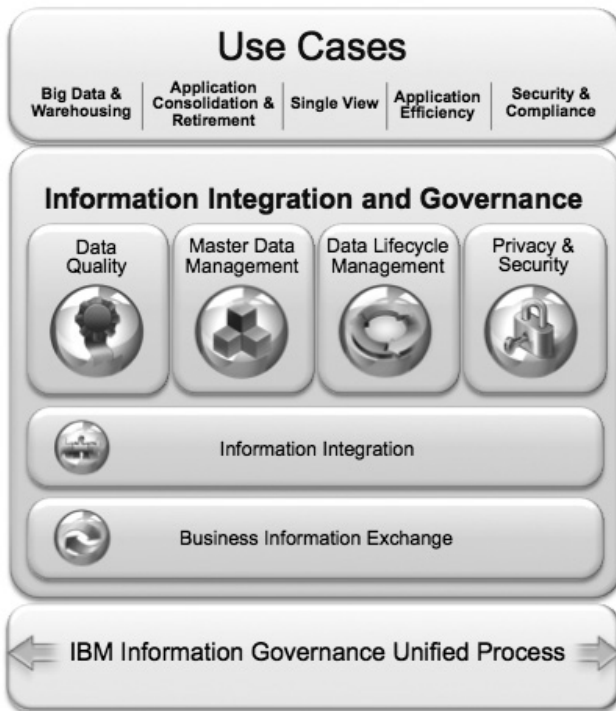 Use Cases
Big Data &
Warehousing
Application
Consolidation &
Retirement
Single View
Application
Efficiency
Security &
Compliance
Information Integration and Governance
Data
Quality
Master Data
Management
Data Lifecycle
Management
Privacy &
Security
Information Integration
Business Information Exchange
IBM Information Governance Unified Process